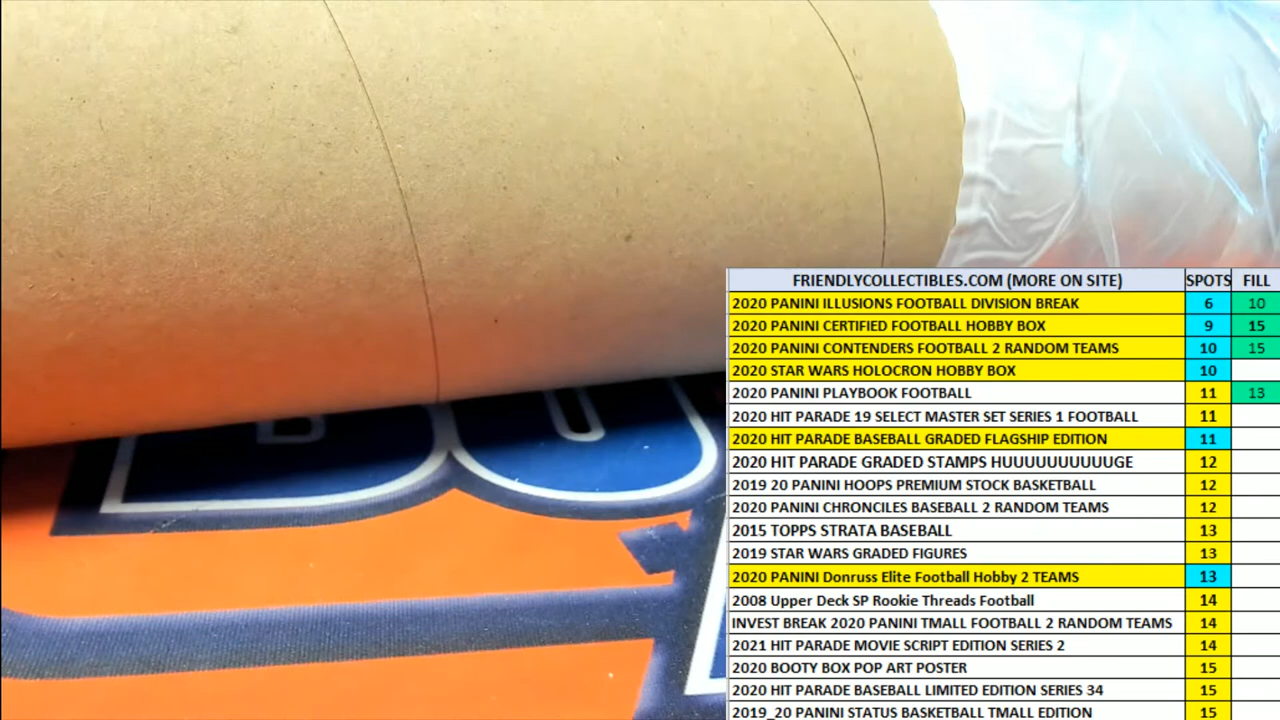 FRIENDLYCOLLECTIBLES.COM (MORE ON SITE) SPOTS FILL
2020 PANINI ILLUSIONS FOOTBALL DIVISION BREAK 6 10
2020 PANINI CERTIFIED FOOTBALL HOBBY BOX 9 15
2020 PANINI CONTENDERS FOOTBALL 2 RANDOM TEAMS 10 15
2020 STAR WARS HOLOCRON HOBBY BOX 10
2020 PANINI PLAYBOOK FOOTBALL 11 13
2020 HIT PARADE 19 SELECT MASTER SET SERIES 1 FOOTBALL 11
2020 HIT PARADE BASEBALL GRADED FLAGSHIP EDITION 11
2020 HIT PARADE GRADED STAMPS HUUUUUUUUUUGE 12
2019 20 PANINI HOOPS PREMIUM STOCK BASKETBALL 12
2020 PANINI CHRONCILES BASEBALL 2 RANDOM TEAMS 12
2015 TOPPS STRATA BASEBALL 13
2019 STAR WARS GRADED FIGURES 13
2020 PANINI Donruss Elite Football Hobby 2 TEAMS 13
2008 Upper Deck SP Rookie Threads Football 14
INVEST BREAK 2020 PANINI TMALL FOOTBALL 2 RANDOM TEAMS 14
2021 HIT PARADE MOVIE SCRIPT EDITION SERIES 2 14
2020 BOOTY BOX POP ART POSTER 15
2020 HIT PARADE BASEBALL LIMITED EDITION SERIES 34 15
2019_20 PANINI STATUS BASKETBALL TMALL EDITION 15